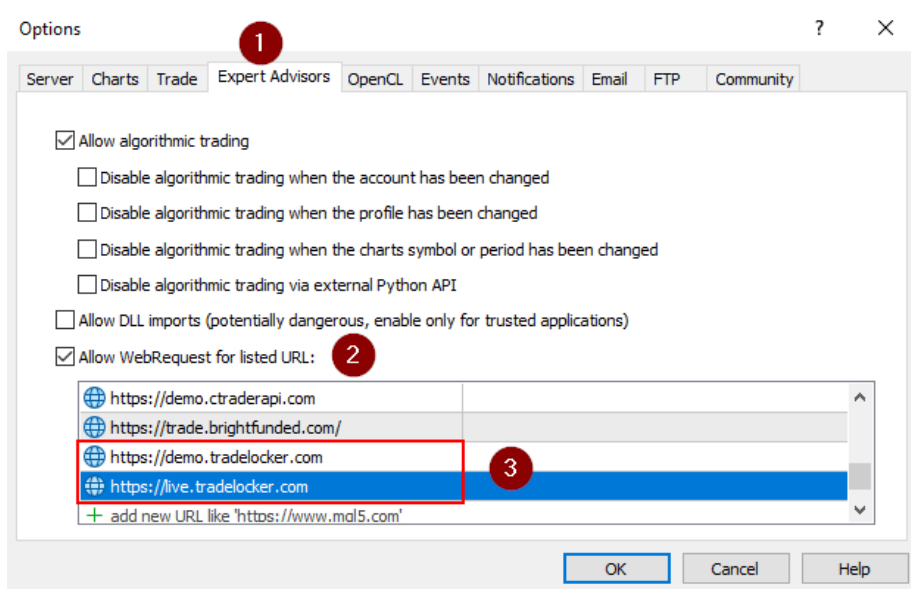 Options
?
1
Server Charts Trade Expert Advisors OpenCL Events Notifications Email FTP Community
Allow algorithmic trading
Disable algorithmic trading when the account has been changed
Disable algorithmic trading when the profile has been changed
Disable algorithmic trading when the charts symbol or period has been changed
Disable algorithmic trading via external Python API
Allow DLL imports (potentially dangerous, enable only for trusted applications)
Allow WebRequest for listed URL: 2
https://demo.ctraderapi.com
https://trade.brightfunded.com/
https://demo.tradelocker.com
3
https://live.tradelocker.com
add new URL like 'https://www.mql5.com'
OK Cancel Help